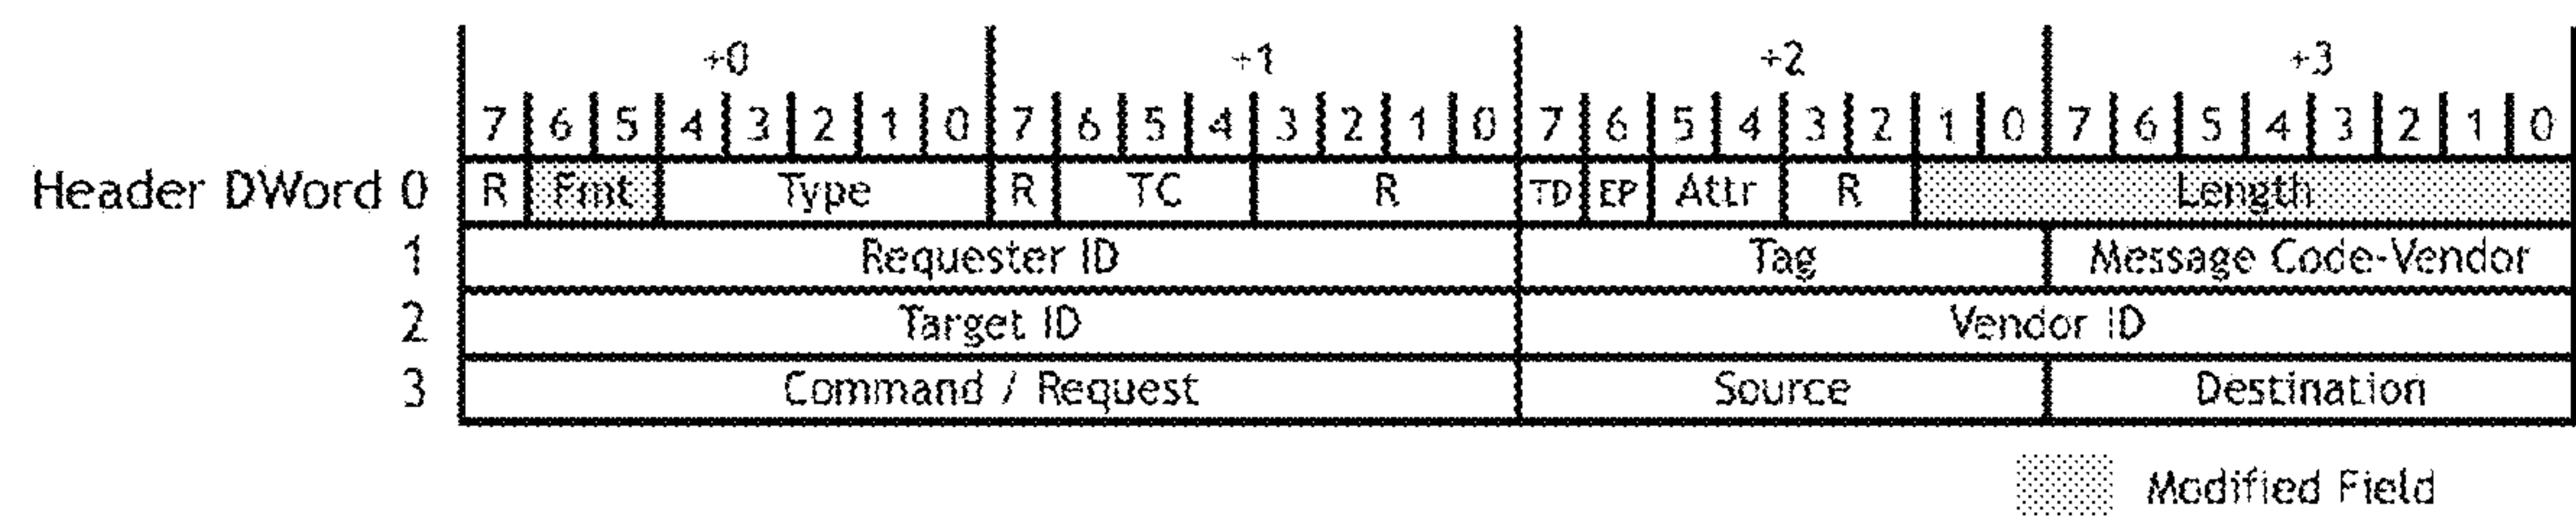 +0 +1 +2 +3
7 6 5 4 3 2 1 0 7 6 5 4 3 2 1 0 7 6 5 4 3 2 1 0 7 6 5 4 3 2 1 0
Header DWord 0 R Fmt Type R TC R TD EP Attr R Length
1 Requester ID Tag Message Code-Vendor
2 Target ID Vendor ID
3 Command / Request Source Destination
Modified Field